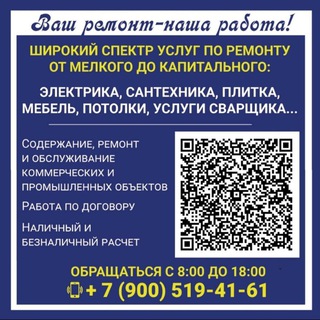 Ваш ремонт-наша работа!
ШИРОКИЙ СПЕКТР УСЛУГ ПО РЕМОНТУ
ОТ МЕЛКОГО ДО КАПИТАЛЬНОГО:
ЭЛЕКТРИКА, САНТЕХНИКА, ПЛИТКА,
МЕБЕЛЬ, ПОТОЛКИ, УСЛУГИ СВАРЩИКА...
СОДЕРЖАНИЕ, РЕМОНТ
И ОБСЛУЖИВАНИЕ
КОММЕРЧЕСКИХ И
ПРОМЫШЛЕННЫХ ОБЪЕКТОВ
РАБОТА ПО ДОГОВОРУ
НАЛИЧНЫЙ И
БЕЗНАЛИЧНЫЙ РАСЧЕТ
ОБРАЩАТЬСЯ С 8:00 ДО 18:00
+ 7 (900) 519-41-61